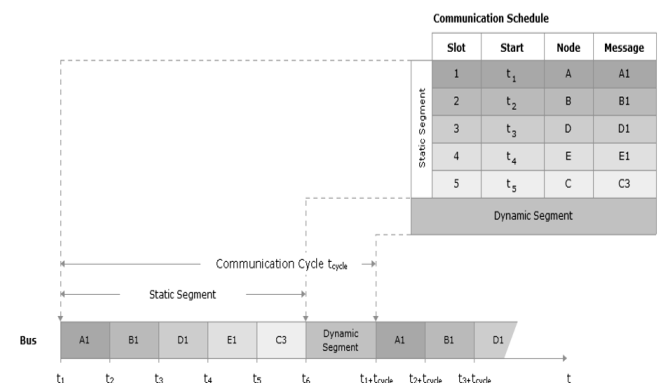 Communication Schedule
Slot Start Node Message
1 t1 A A1
2 t2 B B1
3 t3 D D1
4 t4 E E1
5 t5 C C3
Static Segment
Dynamic Segment
Communication Cycle tcycle
Static Segment
Bus A1 B1 D1 E1 C3 Dynamic Segment A1 B1 D1
t1 t2 t3 t4 t5 t6 t1+tcycle t2+tcycle t3+tcycle t